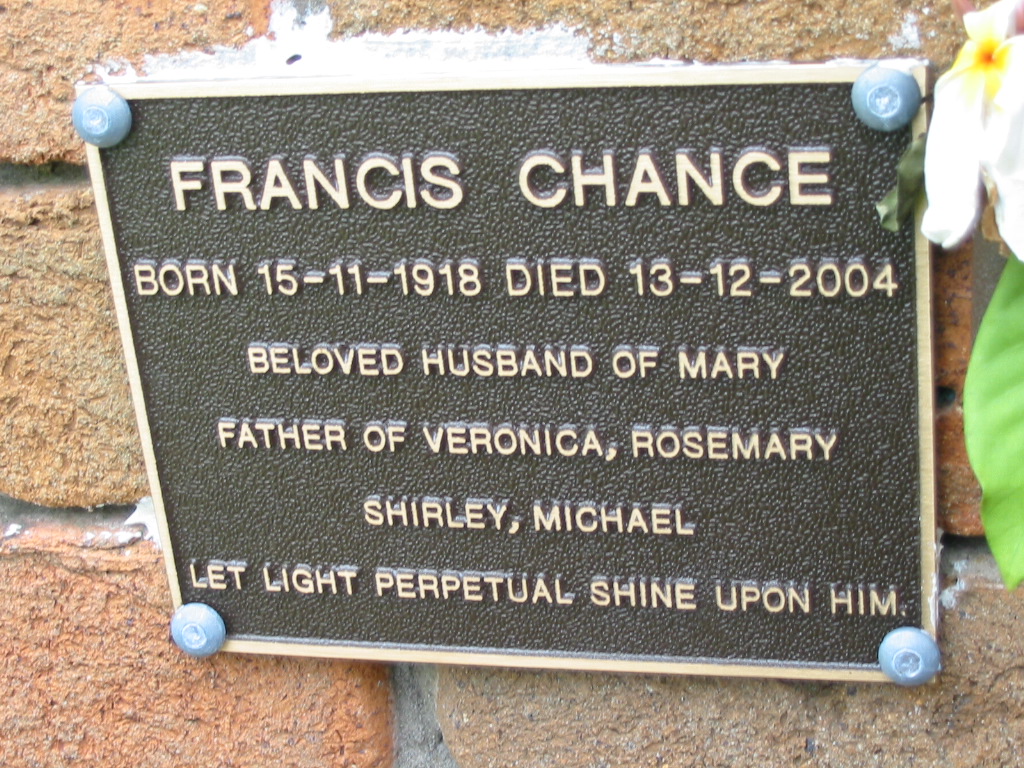 FRANCIS CHANCE
BORN 15-11-1918 DIED 13-12-2004
BELOVED HUSBAND OF MARY
FATHER OF VERONICA, ROSEMARY
SHIRLEY, MICHAEL
LET LIGHT PERPETUAL SHINE UPON HIM.